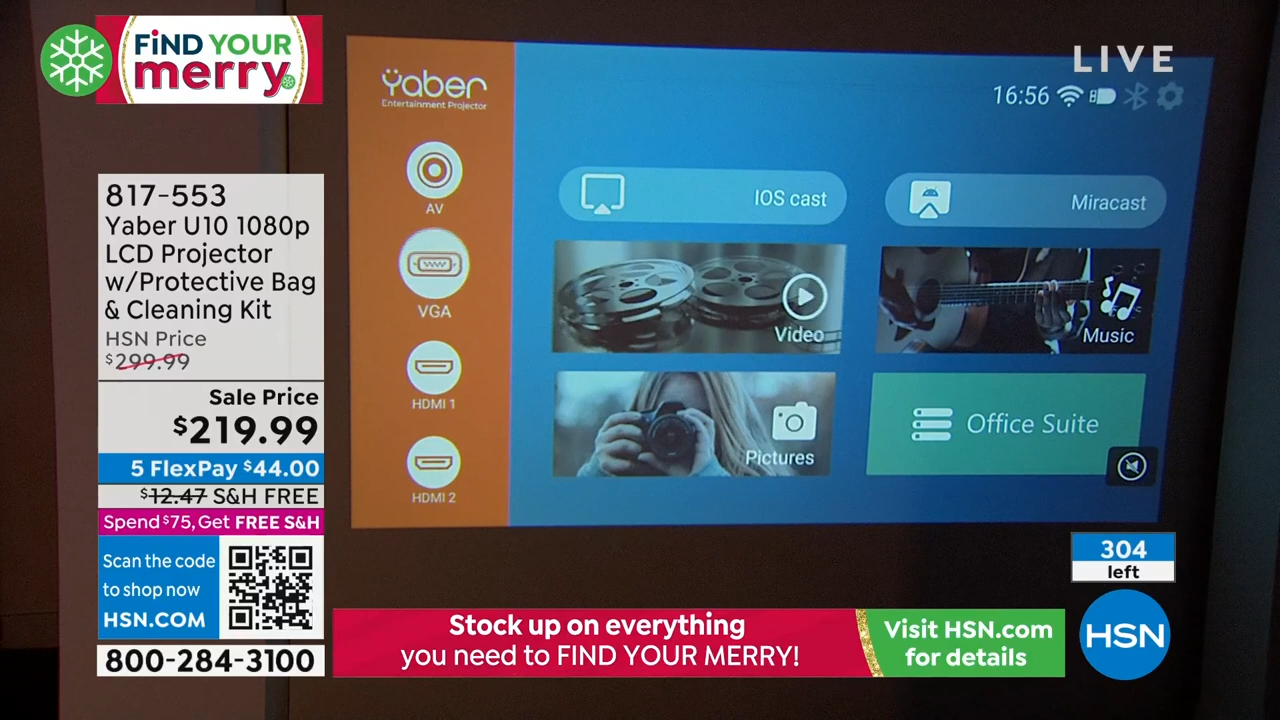 FiND YOUR
merry
LIVE
Yaber
Entertainment Projector
16:56
AV
VGA
HDMI 1
HDMI 2
IOS cast
Miracast
Video
Music
Pictures
Office Suite
817-553
Yaber U10 1080p
LCD Projector
w/Protective Bag
& Cleaning Kit
HSN Price
$299.99
Sale Price
$219.99
5 FlexPay $44.00
$12.47 S&H FREE
Spend $75, Get FREE S&H
Scan the code
to shop now
HSN.COM
800-284-3100
304
left
Stock up on everything
you need to FIND YOUR MERRY!
Visit HSN.com
for details
HSN